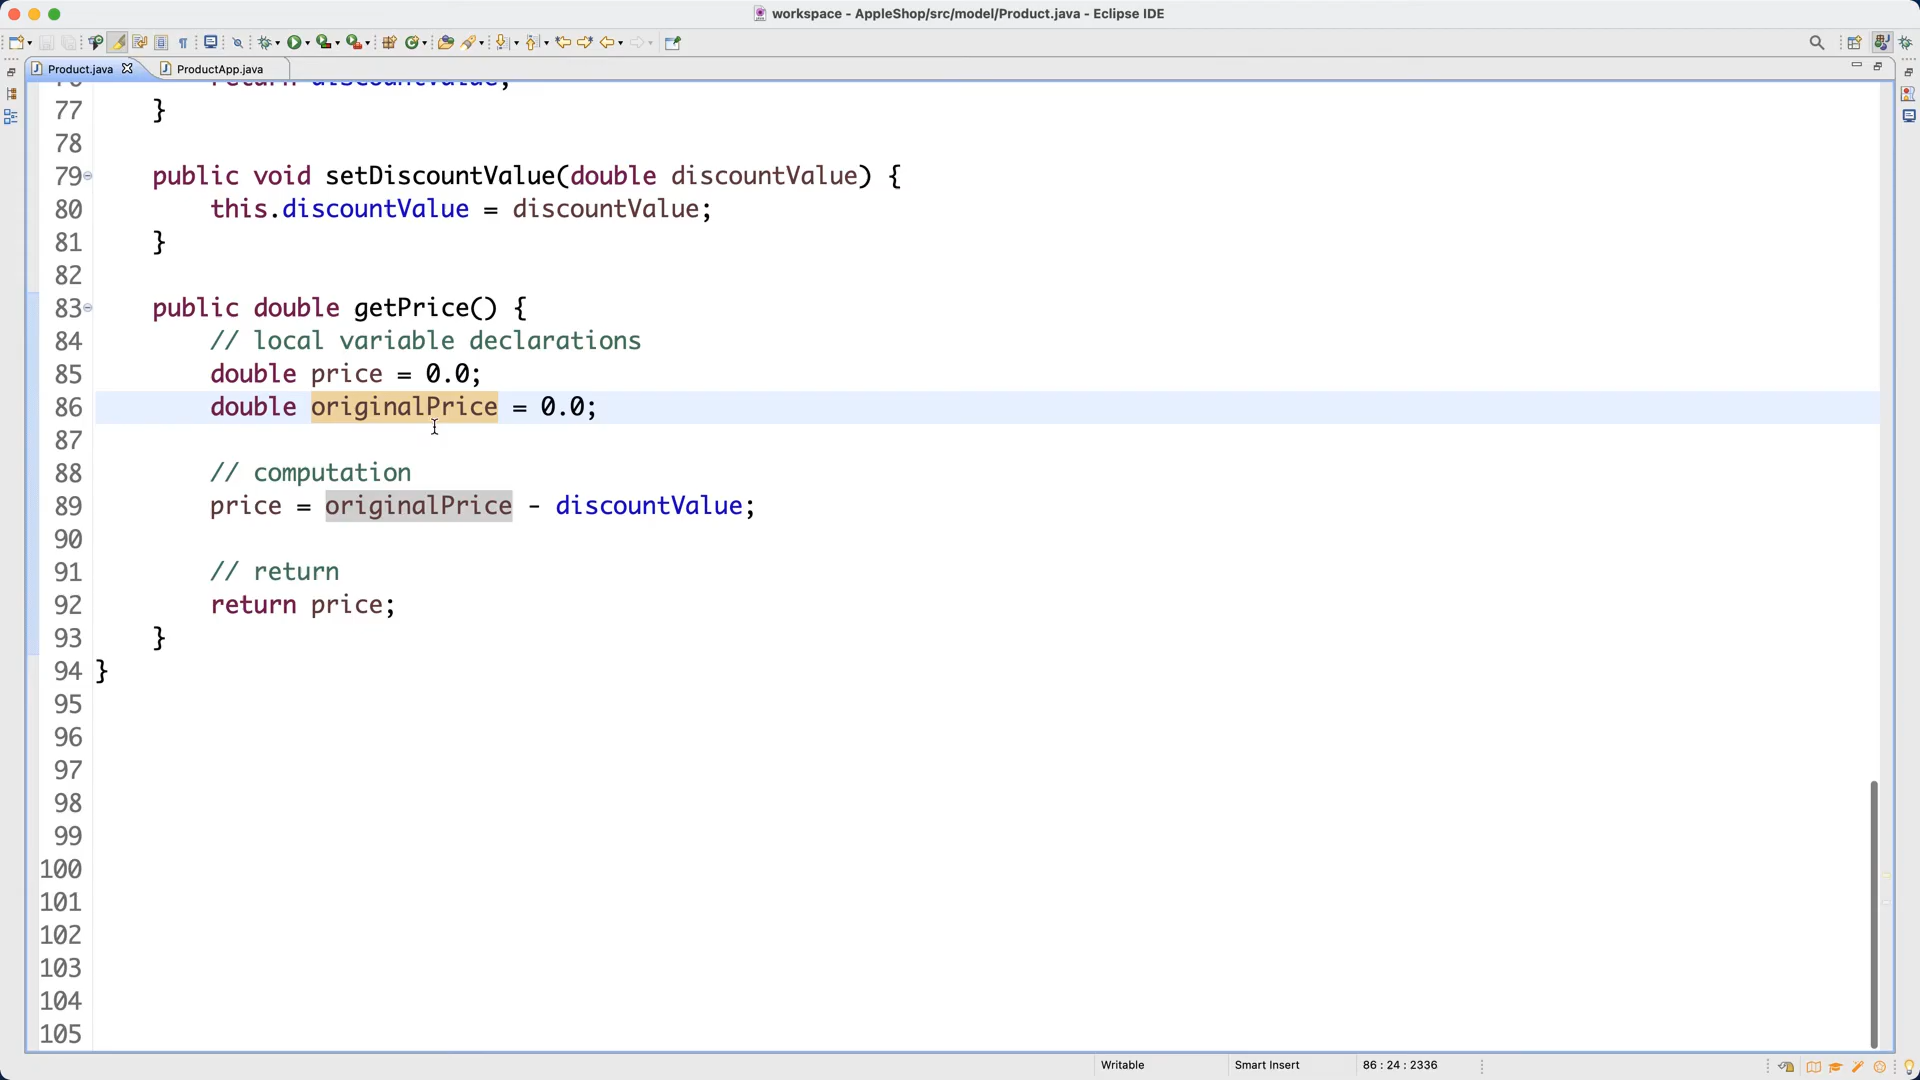 workspace - AppleShop/src/model/Product.java - Eclipse IDE
Product.java
ProductApp.java
76 return discountValue;
77 }
78
79 public void setDiscountValue(double discountValue) {
80 this.discountValue = discountValue;
81 }
82
83 public double getPrice() {
84 // local variable declarations
85 double price = 0.0;
86 double originalPrice = 0.0;
87
88 // computation
89 price = originalPrice - discountValue;
90
91 // return
92 return price;
93 }
94 }
95
96
97
98
99
100
101
102
103
104
105
Writable
Smart Insert
86 : 24 : 2336